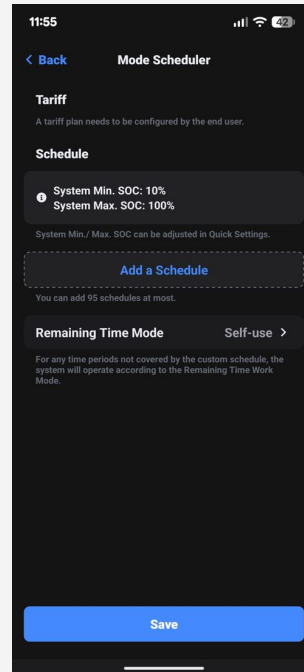 11:55
42
Back
Mode Scheduler
Tariff
A tariff plan needs to be configured by the end user.
Schedule
System Min. SOC: 10%
System Max. SOC: 100%
System Min./ Max. SOC can be adjusted in Quick Settings.
Add a Schedule
You can add 95 schedules at most.
Remaining Time Mode Self-use
For any time periods not covered by the custom schedule, the
system will operate according to the Remaining Time Work
Mode.
Save